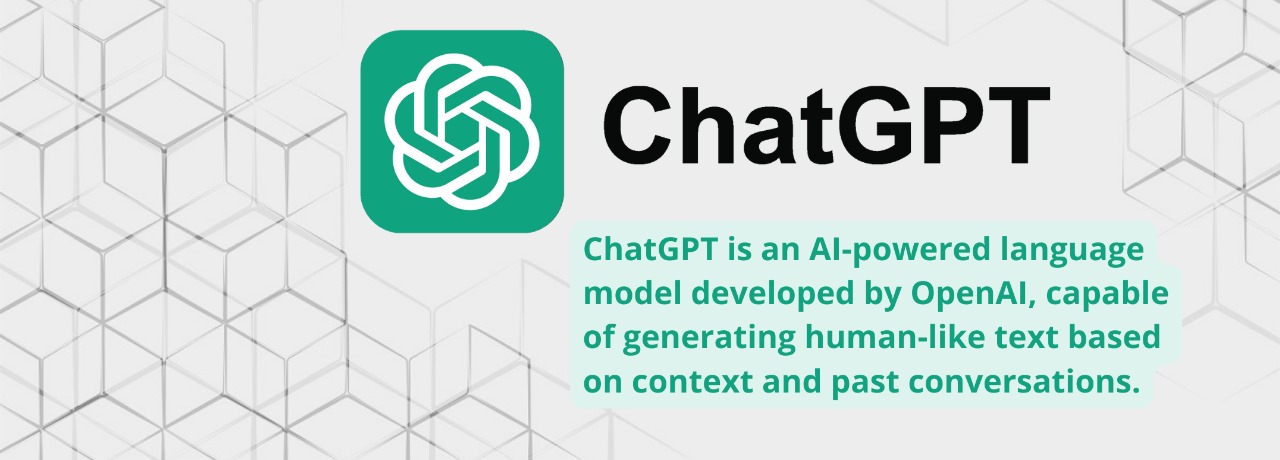 ChatGPT
ChatGPT is an AI-powered language
model developed by OpenAI, capable
of generating human-like text based
on context and past conversations.